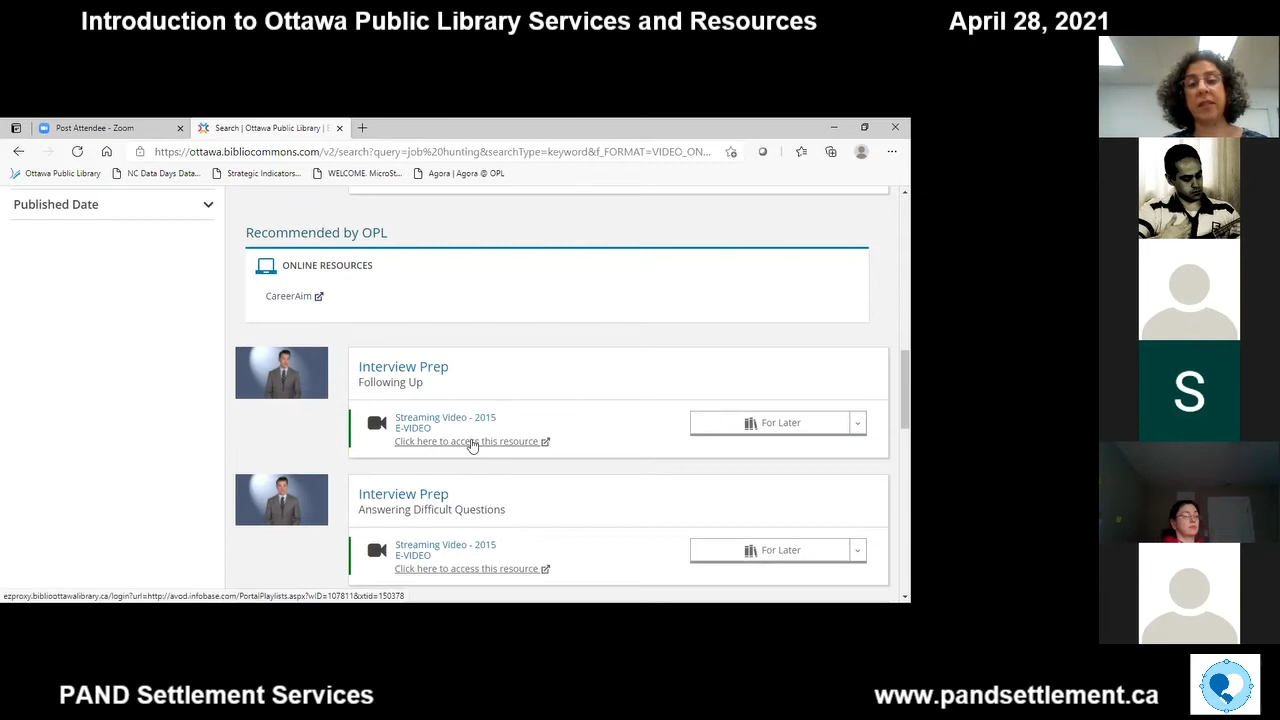 Introduction to Ottawa Public Library Services and Resources April 28, 2021
Post Attendee - Zoom
Search | Ottawa Public Library |
https://ottawa.bibliocommons.com/v2/search?query=job%20hunting&searchType=keyword&f_FORMAT=VIDEO_ON...
Ottawa Public Library NC Data Days Data... Strategic Indicators... WELCOME. MicroSt... Agora | Agora @ OPL
Published Date
Recommended by OPL
ONLINE RESOURCES
CareerAim
Interview Prep
Following Up
Streaming Video - 2015
E-VIDEO
For Later
Click here to access this resource
Interview Prep
Answering Difficult Questions
Streaming Video - 2015
E-VIDEO
For Later
Click here to access this resource
ezproxy.biblioottawalibrary.ca/login?url=http://avod.infobase.com/PortalPlaylists.aspx?wID=107811&xtid=150378
S
PAND Settlement Services www.pandsettlement.ca